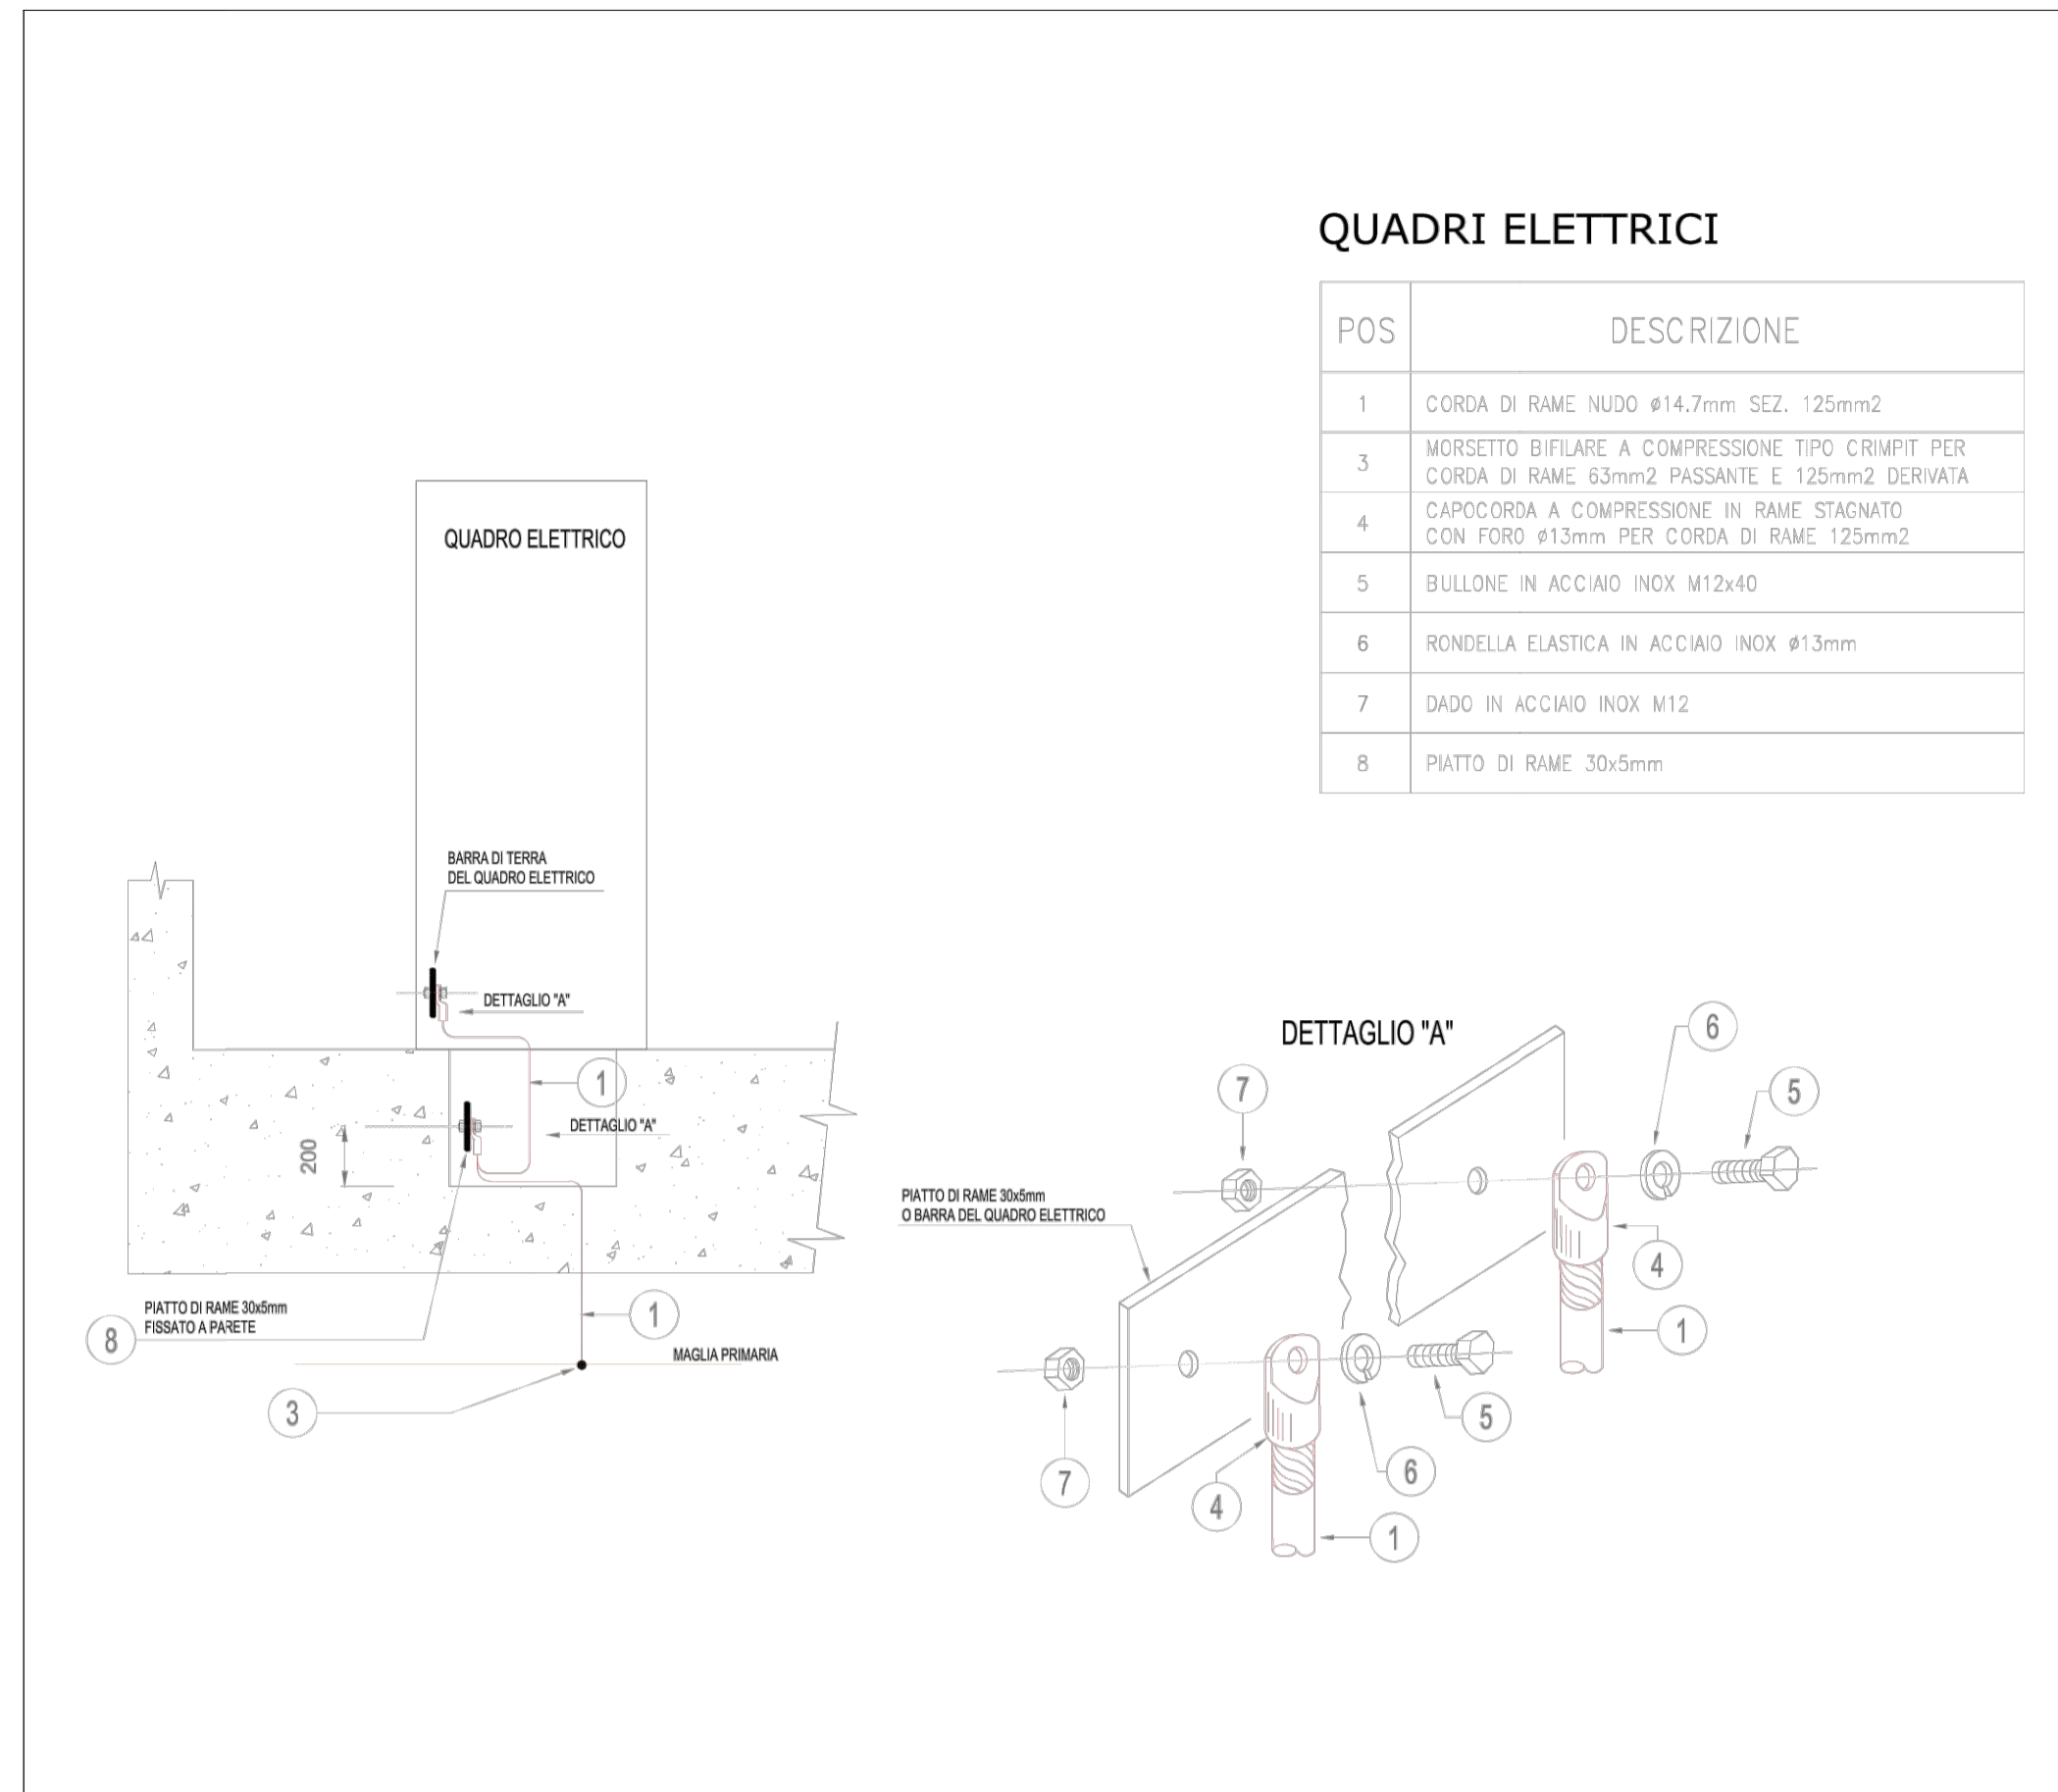 QUADRI ELETTRICI
POS DESCRIZIONE
1 CORDA DI RAME NUDO ø14.7mm SEZ. 125mm2
3 MORSETTO BIFILARE A COMPRESSIONE TIPO CRIMPIT PER
CORDA DI RAME 63mm2 PASSANTE E 125mm2 DERIVATA
4 CAPOCORDA A COMPRESSIONE IN RAME STAGNATO
CON FORO ø13mm PER CORDA DI RAME 125mm2
5 BULLONE IN ACCIAIO INOX M12x40
6 RONDELLA ELASTICA IN ACCIAIO INOX ø13mm
7 DADO IN ACCIAIO INOX M12
8 PIATTO DI RAME 30x5mm
QUADRO ELETTRICO
BARRA DI TERRA
DEL QUADRO ELETTRICO
DETTAGLIO "A"
1
DETTAGLIO "A"
200
PIATTO DI RAME 30x5mm
FISSATO A PARETE
8
1
MAGLIA PRIMARIA
3
DETTAGLIO "A"
6
7
5
PIATTO DI RAME 30x5mm
O BARRA DEL QUADRO ELETTRICO
4
1
5
6
7
4
1